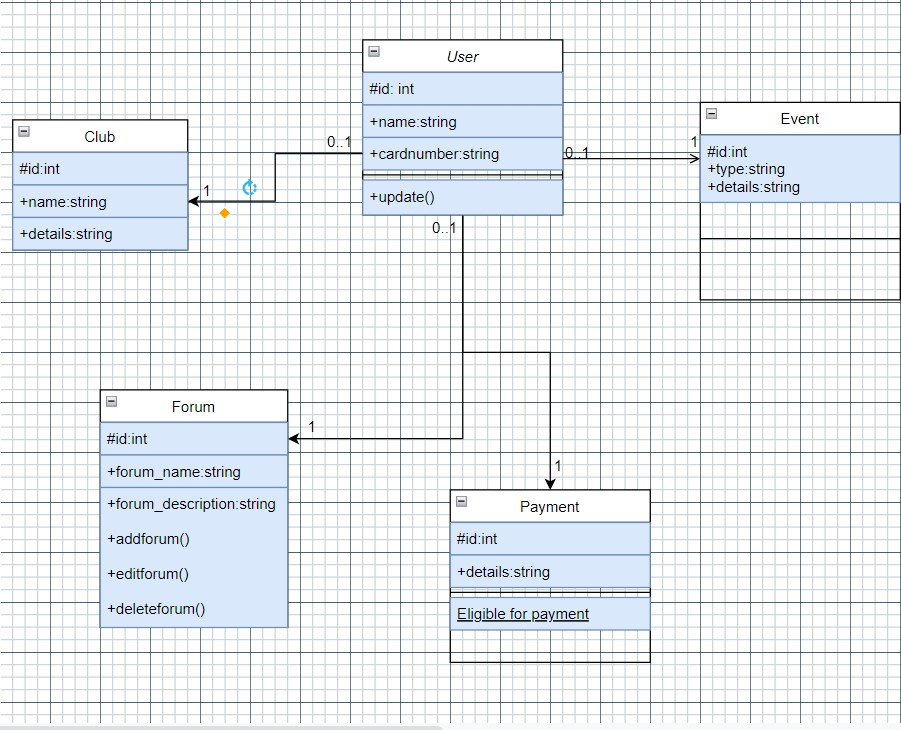 User
#id: int
+name:string
+cardnumber:string
+update()
0..1
0..1
0..1
Club
#id:int
+name:string
+details:string
1
Event
#id:int
+type:string
+details:string
1
Forum
#id:int
+forum_name:string
+forum_description:string
+addforum()
+editforum()
+deleteforum()
1
Payment
#id:int
+details:string
Eligible for payment
1